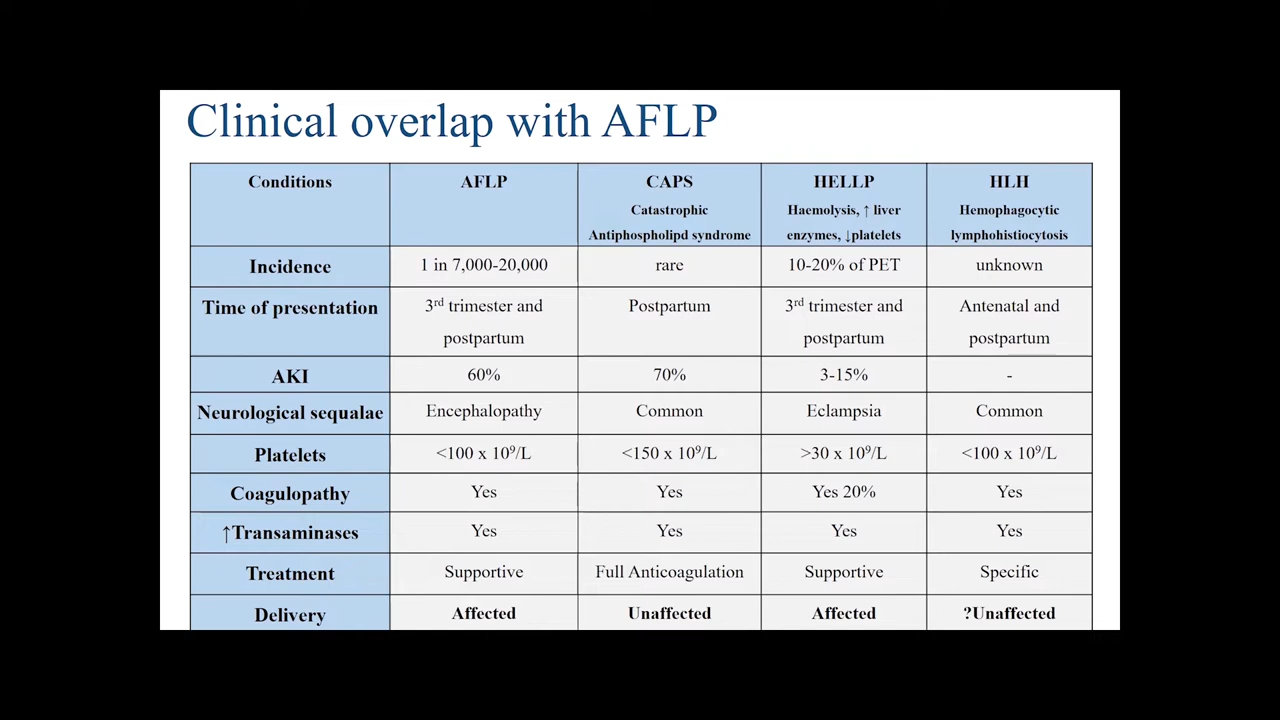 Clinical overlap with AFLP
Conditions AFLP CAPS HELLP HLH
Catastrophic Haemolysis, ↑ liver Hemophagocytic
Antiphospholipd syndrome enzymes, ↓platelets lymphohistiocytosis
Incidence 1 in 7,000-20,000 rare 10-20% of PET unknown
Time of presentation 3rd trimester and Postpartum 3rd trimester and Antenatal and
postpartum postpartum postpartum
AKI 60% 70% 3-15% -
Neurological sequalae Encephalopathy Common Eclampsia Common
Platelets <100 x 10⁹/L <150 x 10⁹/L >30 x 10⁹/L <100 x 10⁹/L
Coagulopathy Yes Yes Yes 20% Yes
↑Transaminases Yes Yes Yes Yes
Treatment Supportive Full Anticoagulation Supportive Specific
Delivery Affected Unaffected Affected ?Unaffected